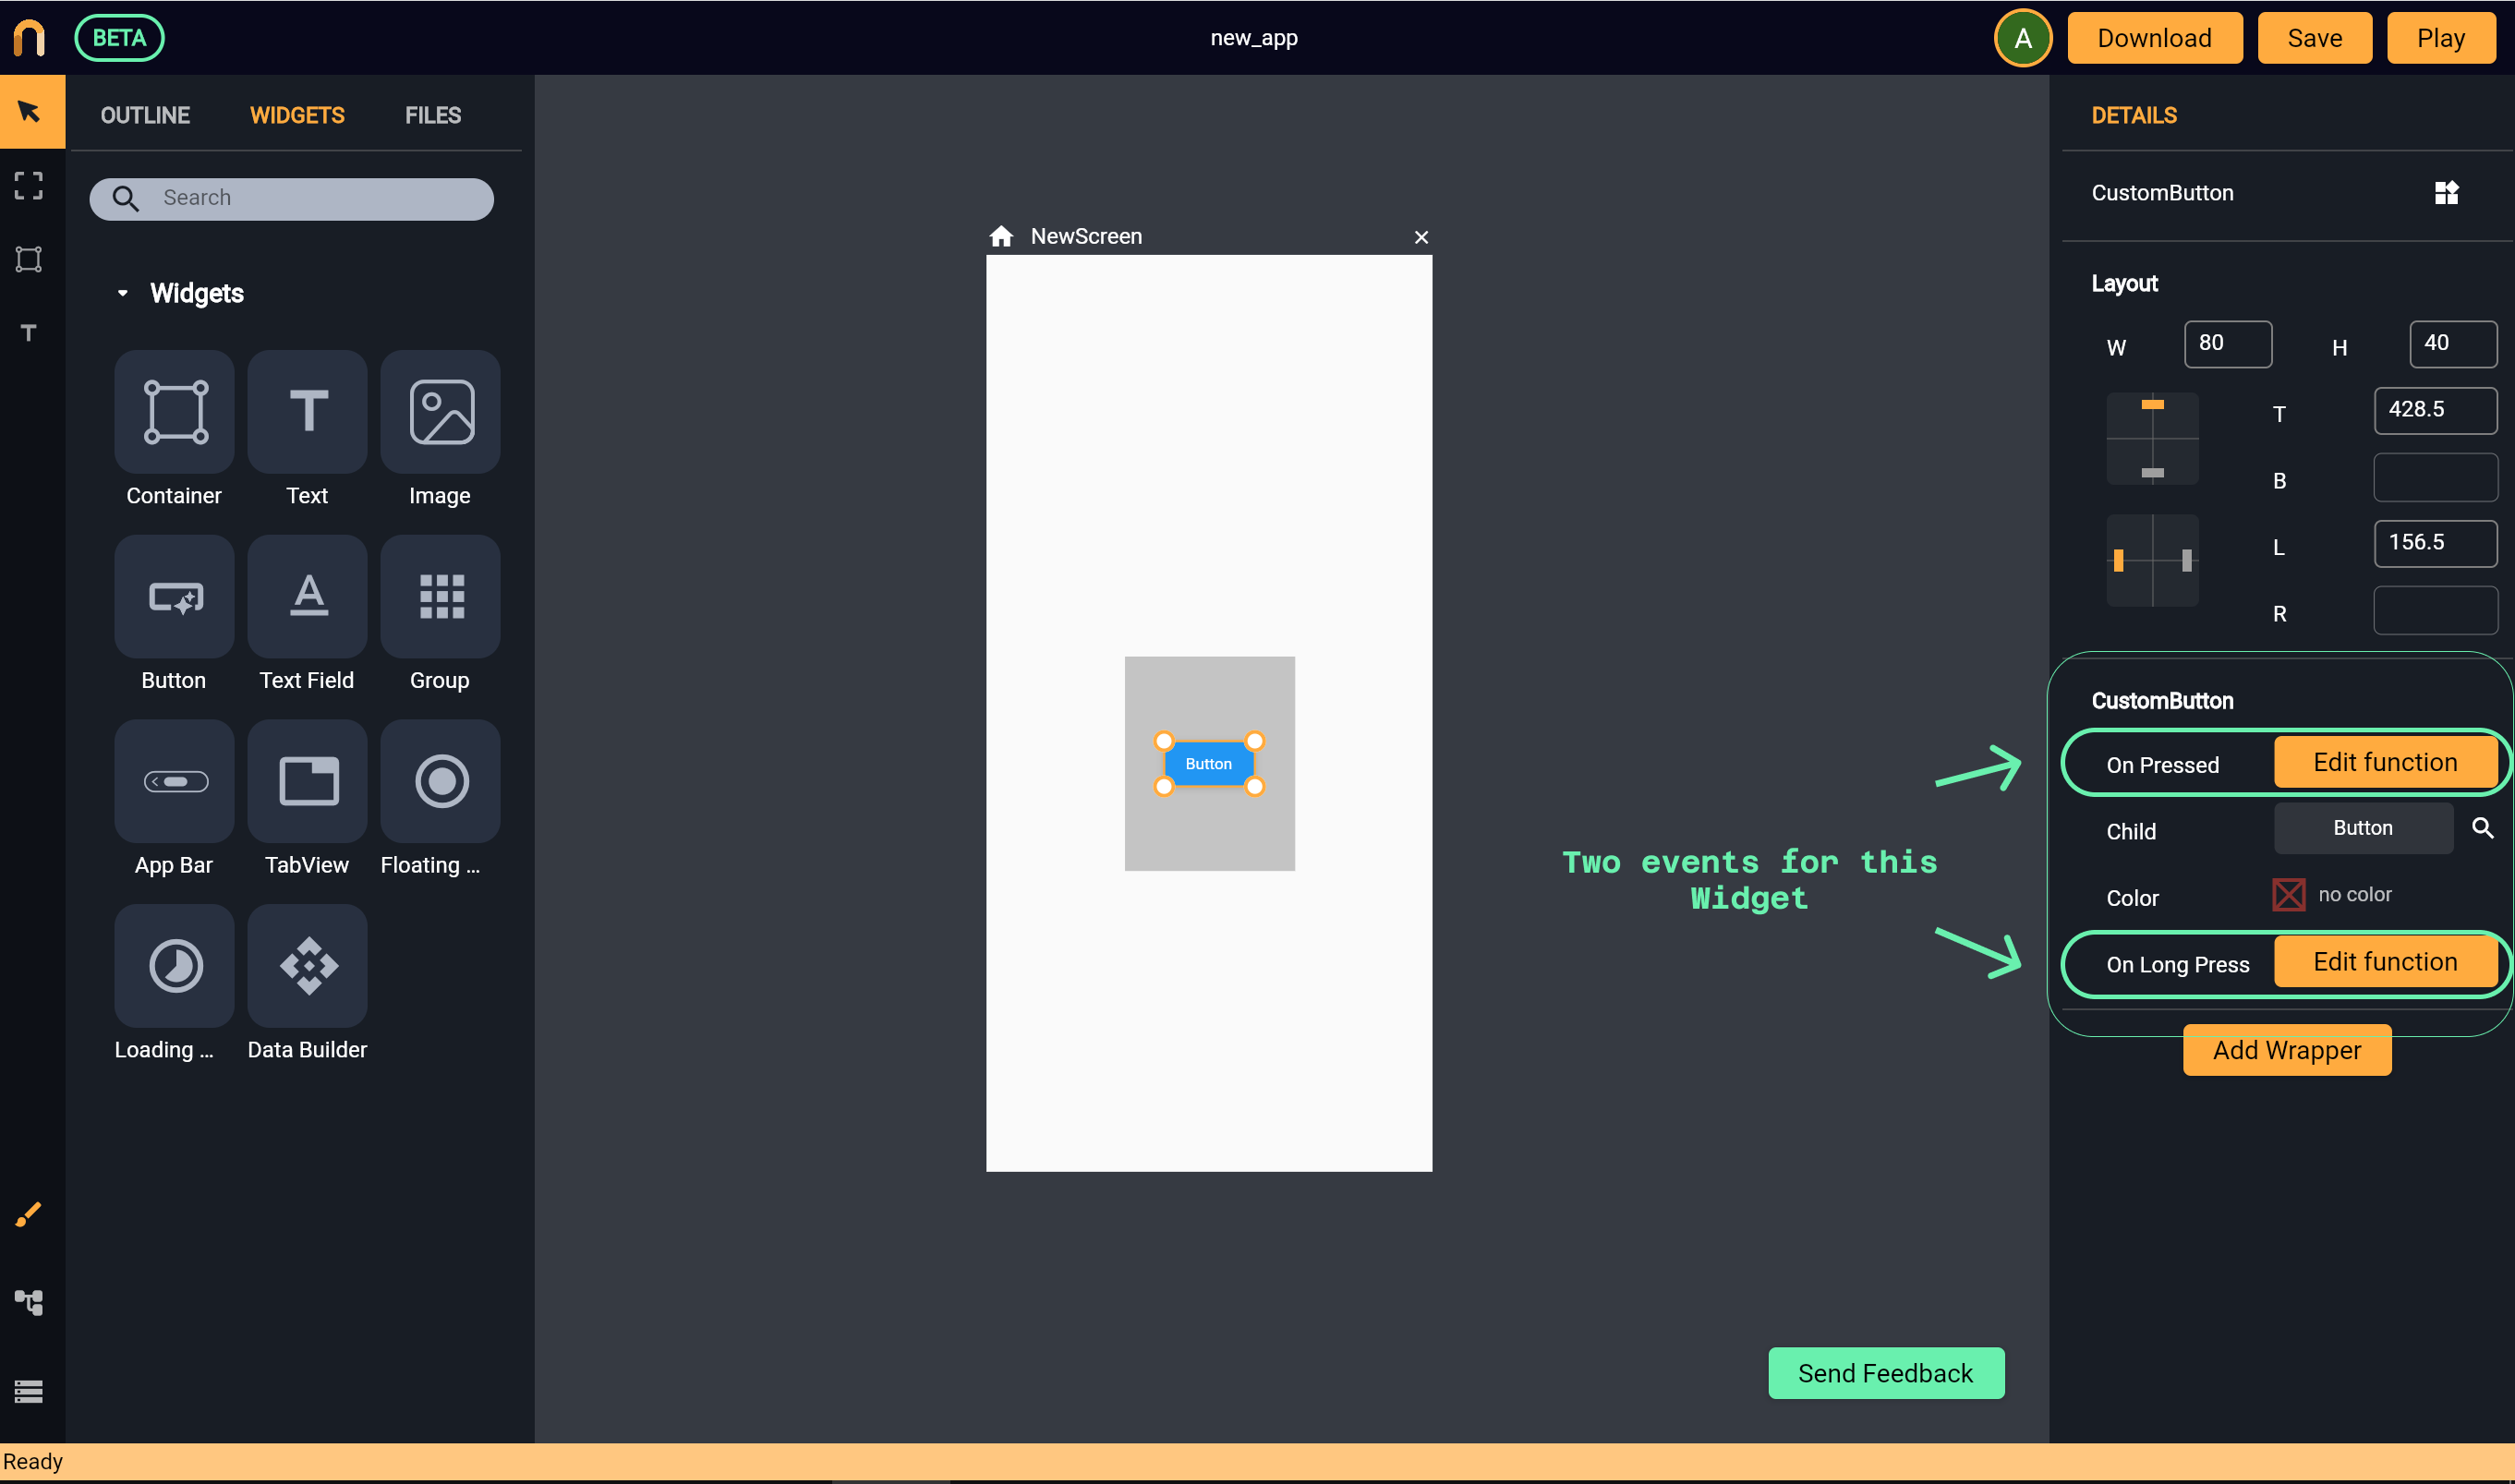 BETA
new_app
A
Download
Save
Play
OUTLINE
WIDGETS
FILES
DETAILS
Search
CustomButton
NewScreen
Widgets
Layout
W
80
H
40
T
428.5
B
L
156.5
R
T
Container
Text
Image
Button
Text Field
Group
App Bar
TabView
Floating ...
Loading ...
Data Builder
Button
CustomButton
On Pressed
Edit function
Child
Button
Color
no color
On Long Press
Edit function
Add Wrapper
Two events for this
Widget
Send Feedback
Ready